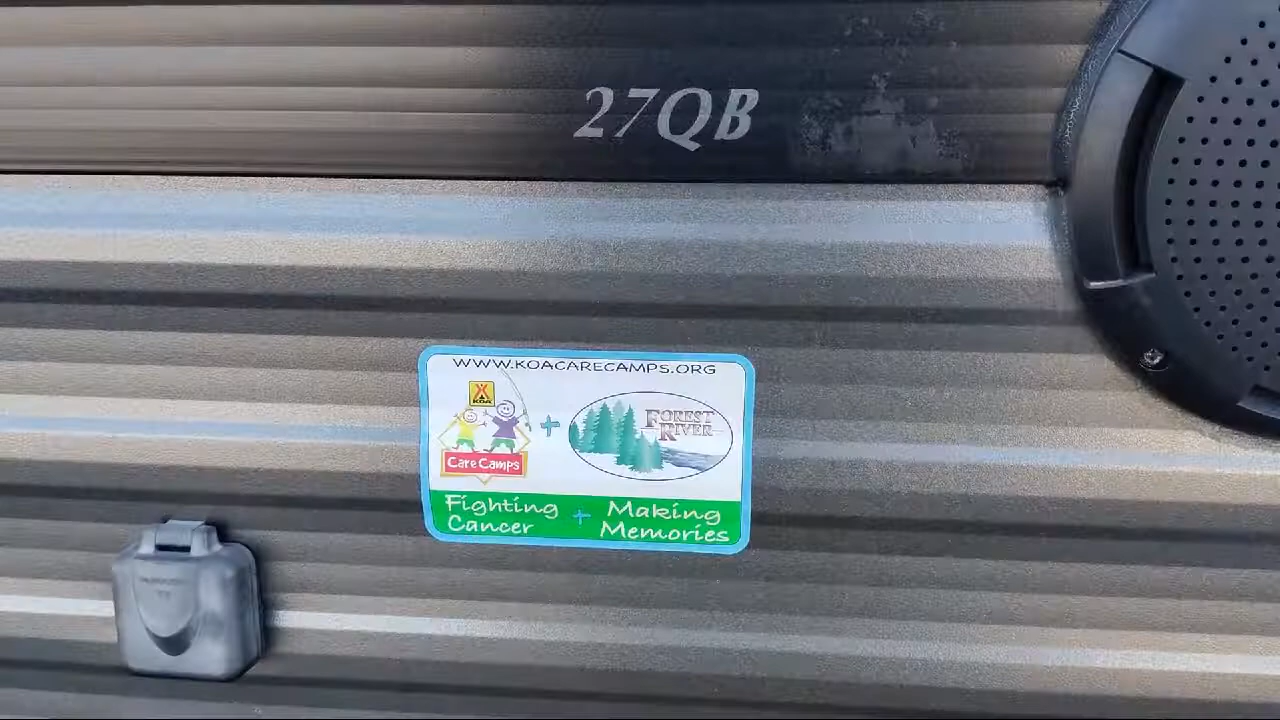 27QB
WWW.KOACARECAMPS.ORG
KOA
Care Camps
+
FOREST
RIVER
Fighting
Cancer
+
Making
Memories